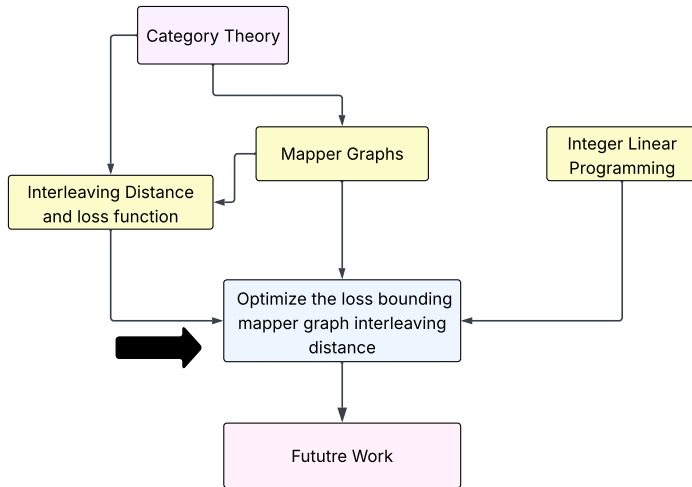 Category Theory
Mapper Graphs
Integer Linear
Programming
Interleaving Distance
and loss function
Optimize the loss bounding
mapper graph interleaving
distance
Fututre Work